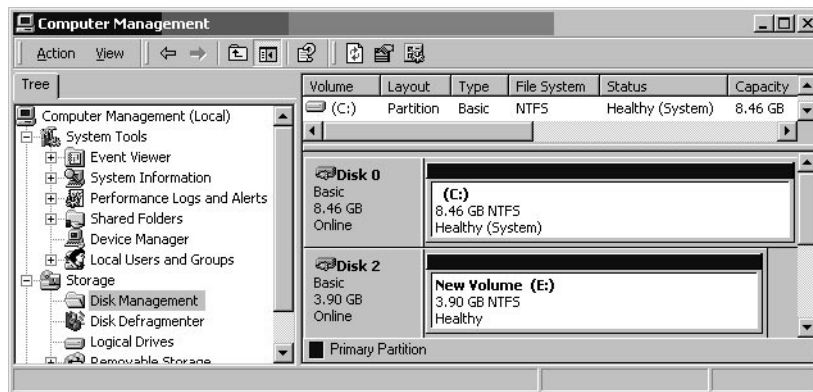 Computer Management
Action View
Tree
Computer Management (Local)
System Tools
Event Viewer
System Information
Performance Logs and Alerts
Shared Folders
Device Manager
Local Users and Groups
Storage
Disk Management
Disk Defragmenter
Logical Drives
Removable Storage
Volume Layout Type File System Status Capacity
(C:) Partition Basic NTFS Healthy (System) 8.46 GB
Disk 0
Basic
8.46 GB
Online
(C:)
8.46 GB NTFS
Healthy (System)
Disk 2
Basic
3.90 GB
Online
New Volume (E:)
3.90 GB NTFS
Healthy
Primary Partition